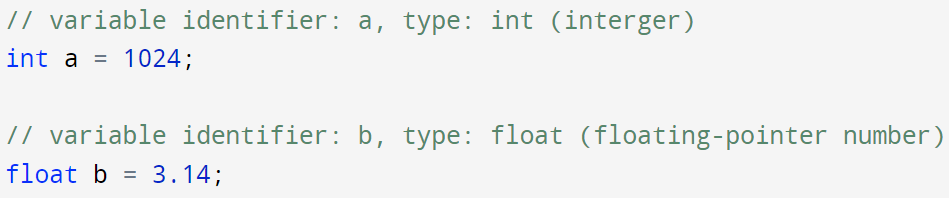 // variable identifier: a, type: int (interger)
int a = 1024;
// variable identifier: b, type: float (floating-pointer number)
float b = 3.14;